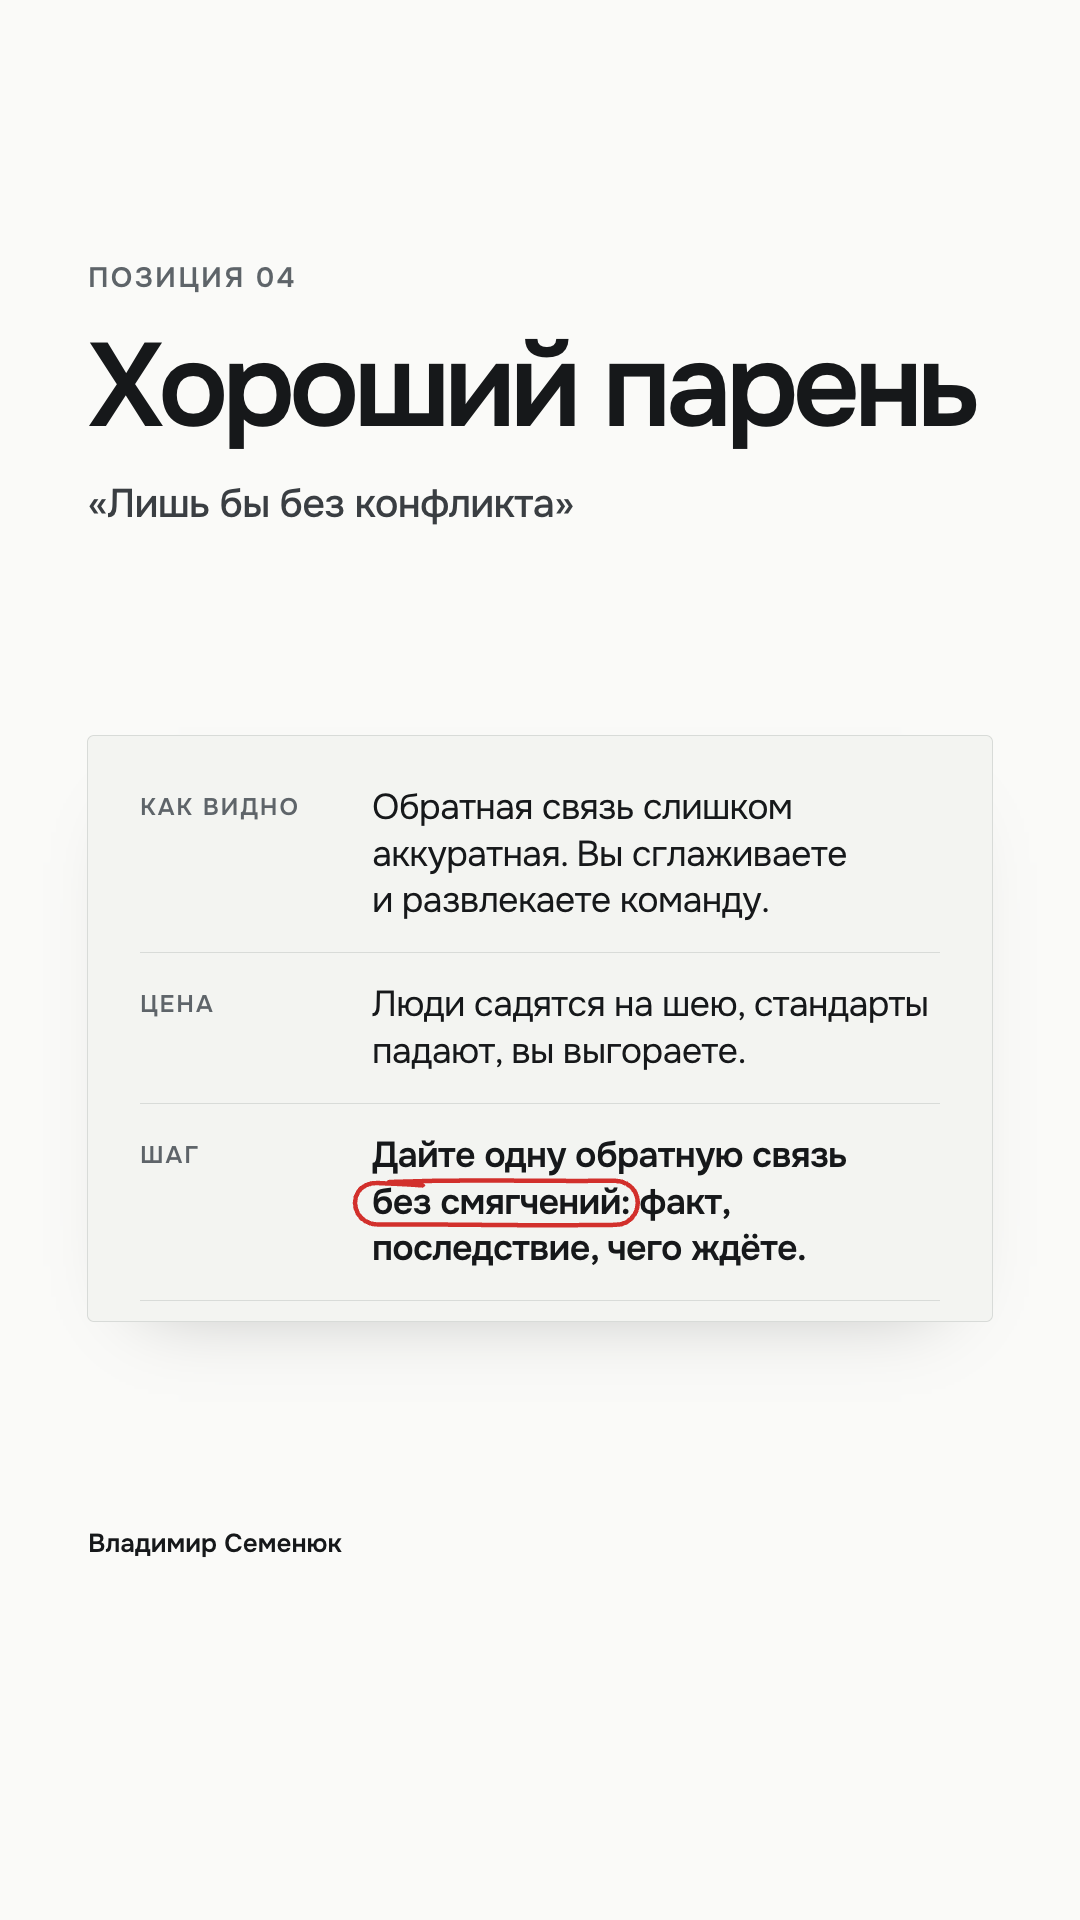 ПОЗИЦИЯ 04
Хороший парень
«Лишь бы без конфликта»
КАК ВИДНО
Обратная связь слишком
аккуратная. Вы сглаживаете
и развлекаете команду.
ЦЕНА
Люди садятся на шею, стандарты
падают, вы выгораете.
ШАГ
Дайте одну обратную связь
без смягчений: факт,
последствие, чего ждёте.
Владимир Семенюк